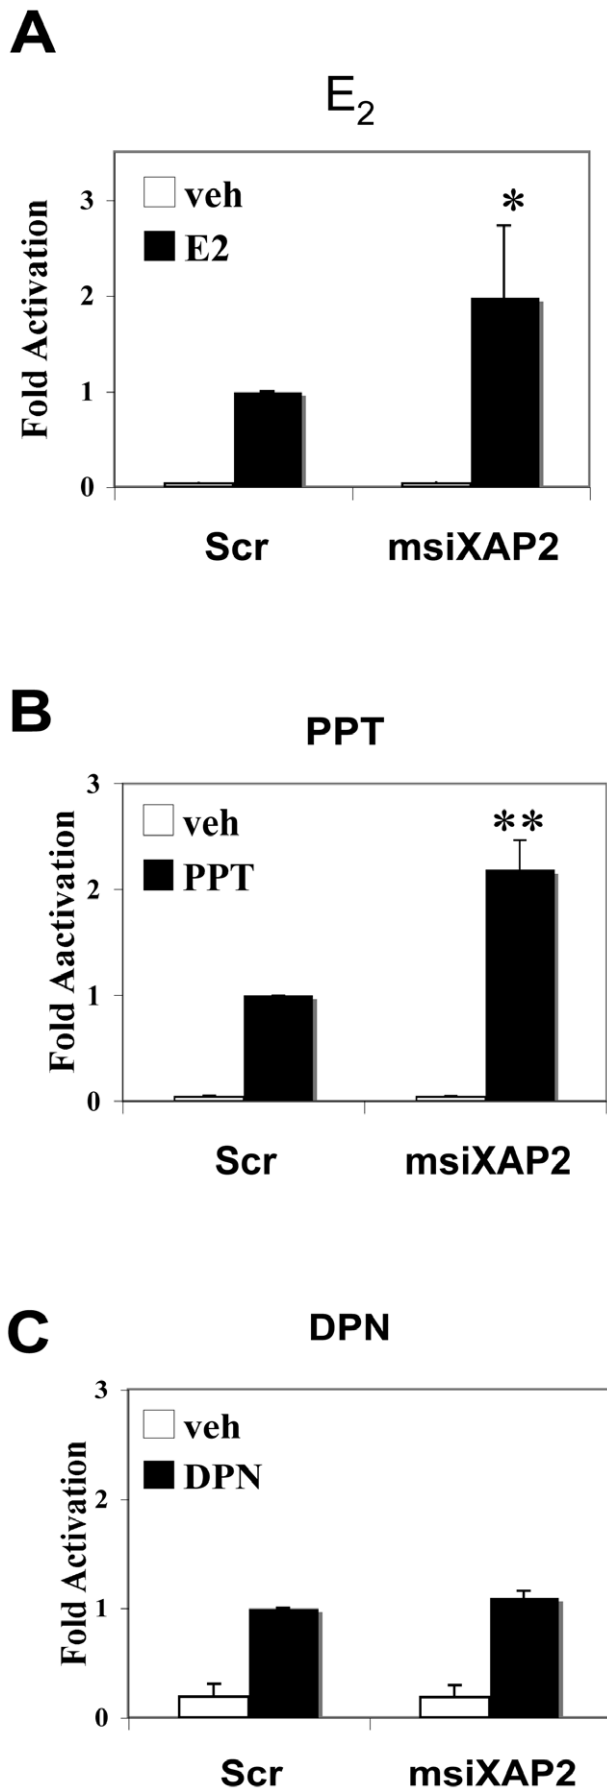 A
E₂
veh
E2
Fold Activation
3
2
1
0
Scr msiXAP2
B
PPT
veh
PPT
Fold Aactivation
3
**
2
1
0
Scr msiXAP2
C
DPN
veh
DPN
Fold Activation
3
2
1
0
Scr msiXAP2